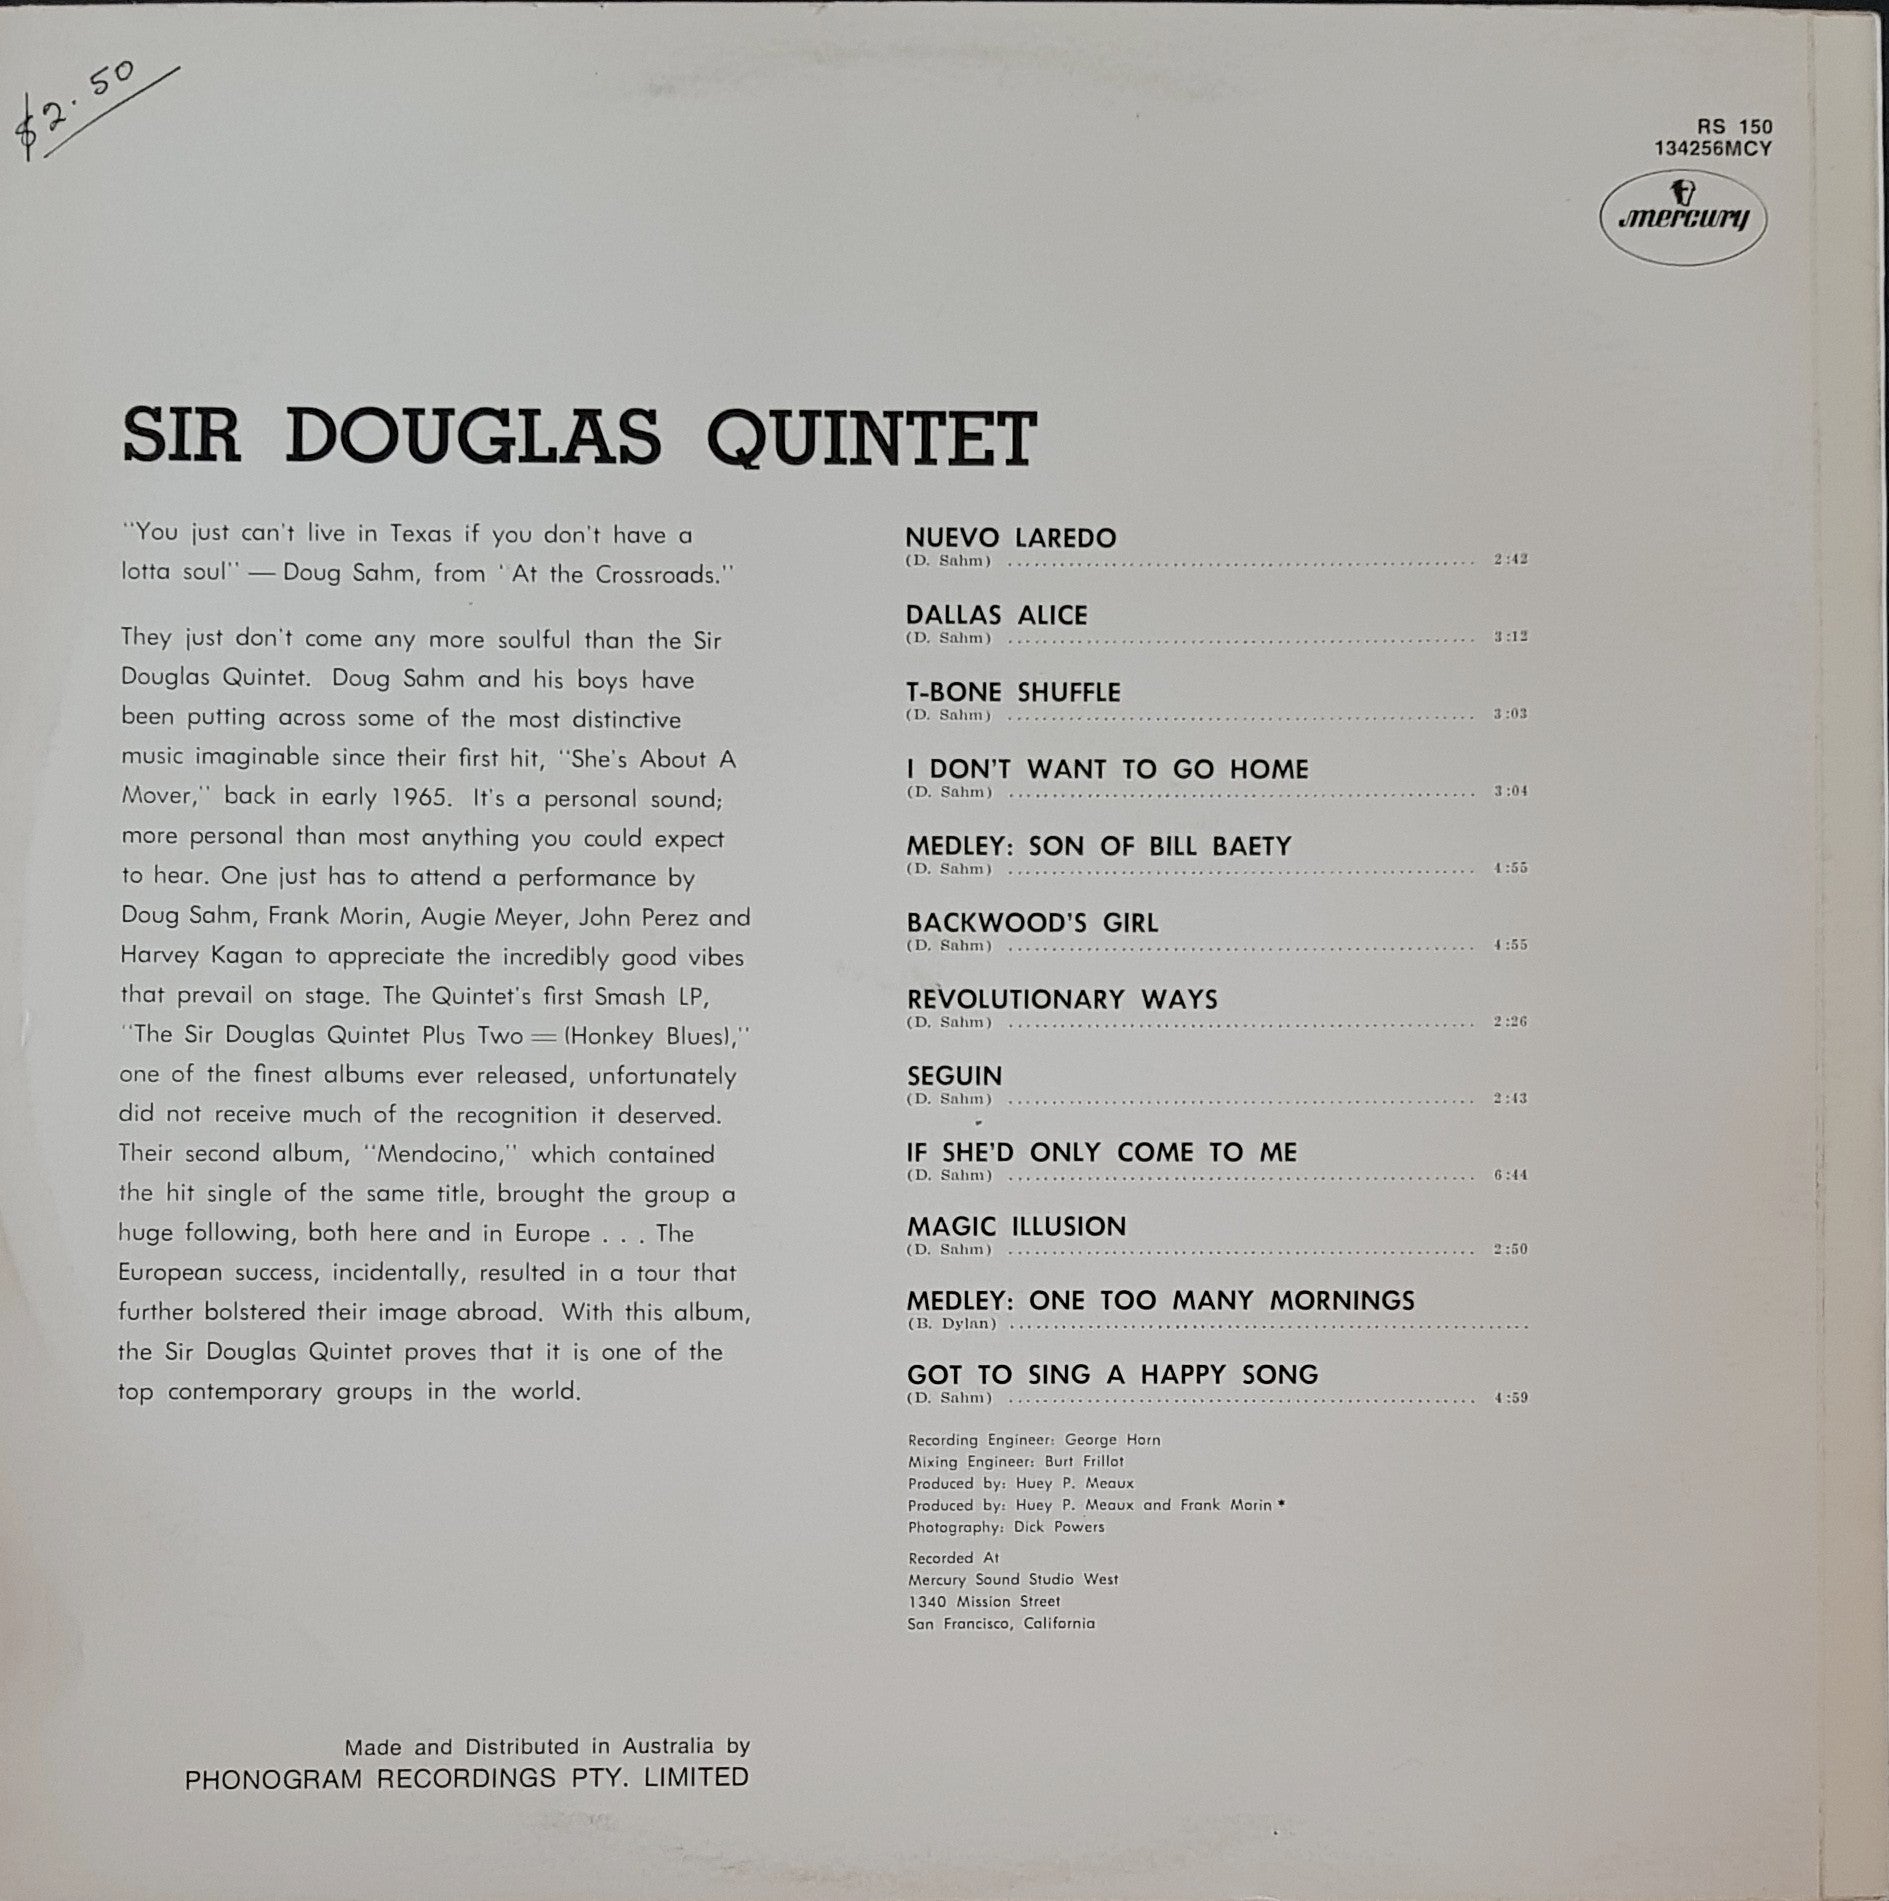 $2.50
RS 150
134256MCY
mercury
SIR DOUGLAS QUINTET
"You just can't live in Texas if you don't have a
lotta soul" — Doug Sahm, from "At the Crossroads."
They just don't come any more soulful than the Sir
Douglas Quintet. Doug Sahm and his boys have
been putting across some of the most distinctive
music imaginable since their first hit, "She's About A
Mover," back in early 1965. It's a personal sound;
more personal than most anything you could expect
to hear. One just has to attend a performance by
Doug Sahm, Frank Morin, Augie Meyer, John Perez and
Harvey Kagan to appreciate the incredibly good vibes
that prevail on stage. The Quintet's first Smash LP,
"The Sir Douglas Quintet Plus Two = (Honkey Blues),"
one of the finest albums ever released, unfortunately
did not receive much of the recognition it deserved.
Their second album, "Mendocino," which contained
the hit single of the same title, brought the group a
huge following, both here and in Europe . . . The
European success, incidentally, resulted in a tour that
further bolstered their image abroad. With this album,
the Sir Douglas Quintet proves that it is one of the
top contemporary groups in the world.
NUEVO LAREDO
(D. Sahm) ........ 2:42
DALLAS ALICE
(D. Sahm) ........ 3:12
T-BONE SHUFFLE
(D. Sahm) ........ 3:03
I DON'T WANT TO GO HOME
(D. Sahm) ........ 3:04
MEDLEY: SON OF BILL BAETY
(D. Sahm) ........ 4:55
BACKWOOD'S GIRL
(D. Sahm) ........ 4:55
REVOLUTIONARY WAYS
(D. Sahm) ........ 2:26
SEGUIN
(D. Sahm) ........ 2:43
IF SHE'D ONLY COME TO ME
(D. Sahm) ........ 6:44
MAGIC ILLUSION
(D. Sahm) ........ 2:50
MEDLEY: ONE TOO MANY MORNINGS
(B. Dylan) ........
GOT TO SING A HAPPY SONG
(D. Sahm) ........ 4:59
Recording Engineer: George Horn
Mixing Engineer: Burt Frillot
Produced by: Huey P. Meaux
Produced by: Huey P. Meaux and Frank Morin *
Photography: Dick Powers
Recorded At
Mercury Sound Studio West
1340 Mission Street
San Francisco, California
Made and Distributed in Australia by
PHONOGRAM RECORDINGS PTY. LIMITED